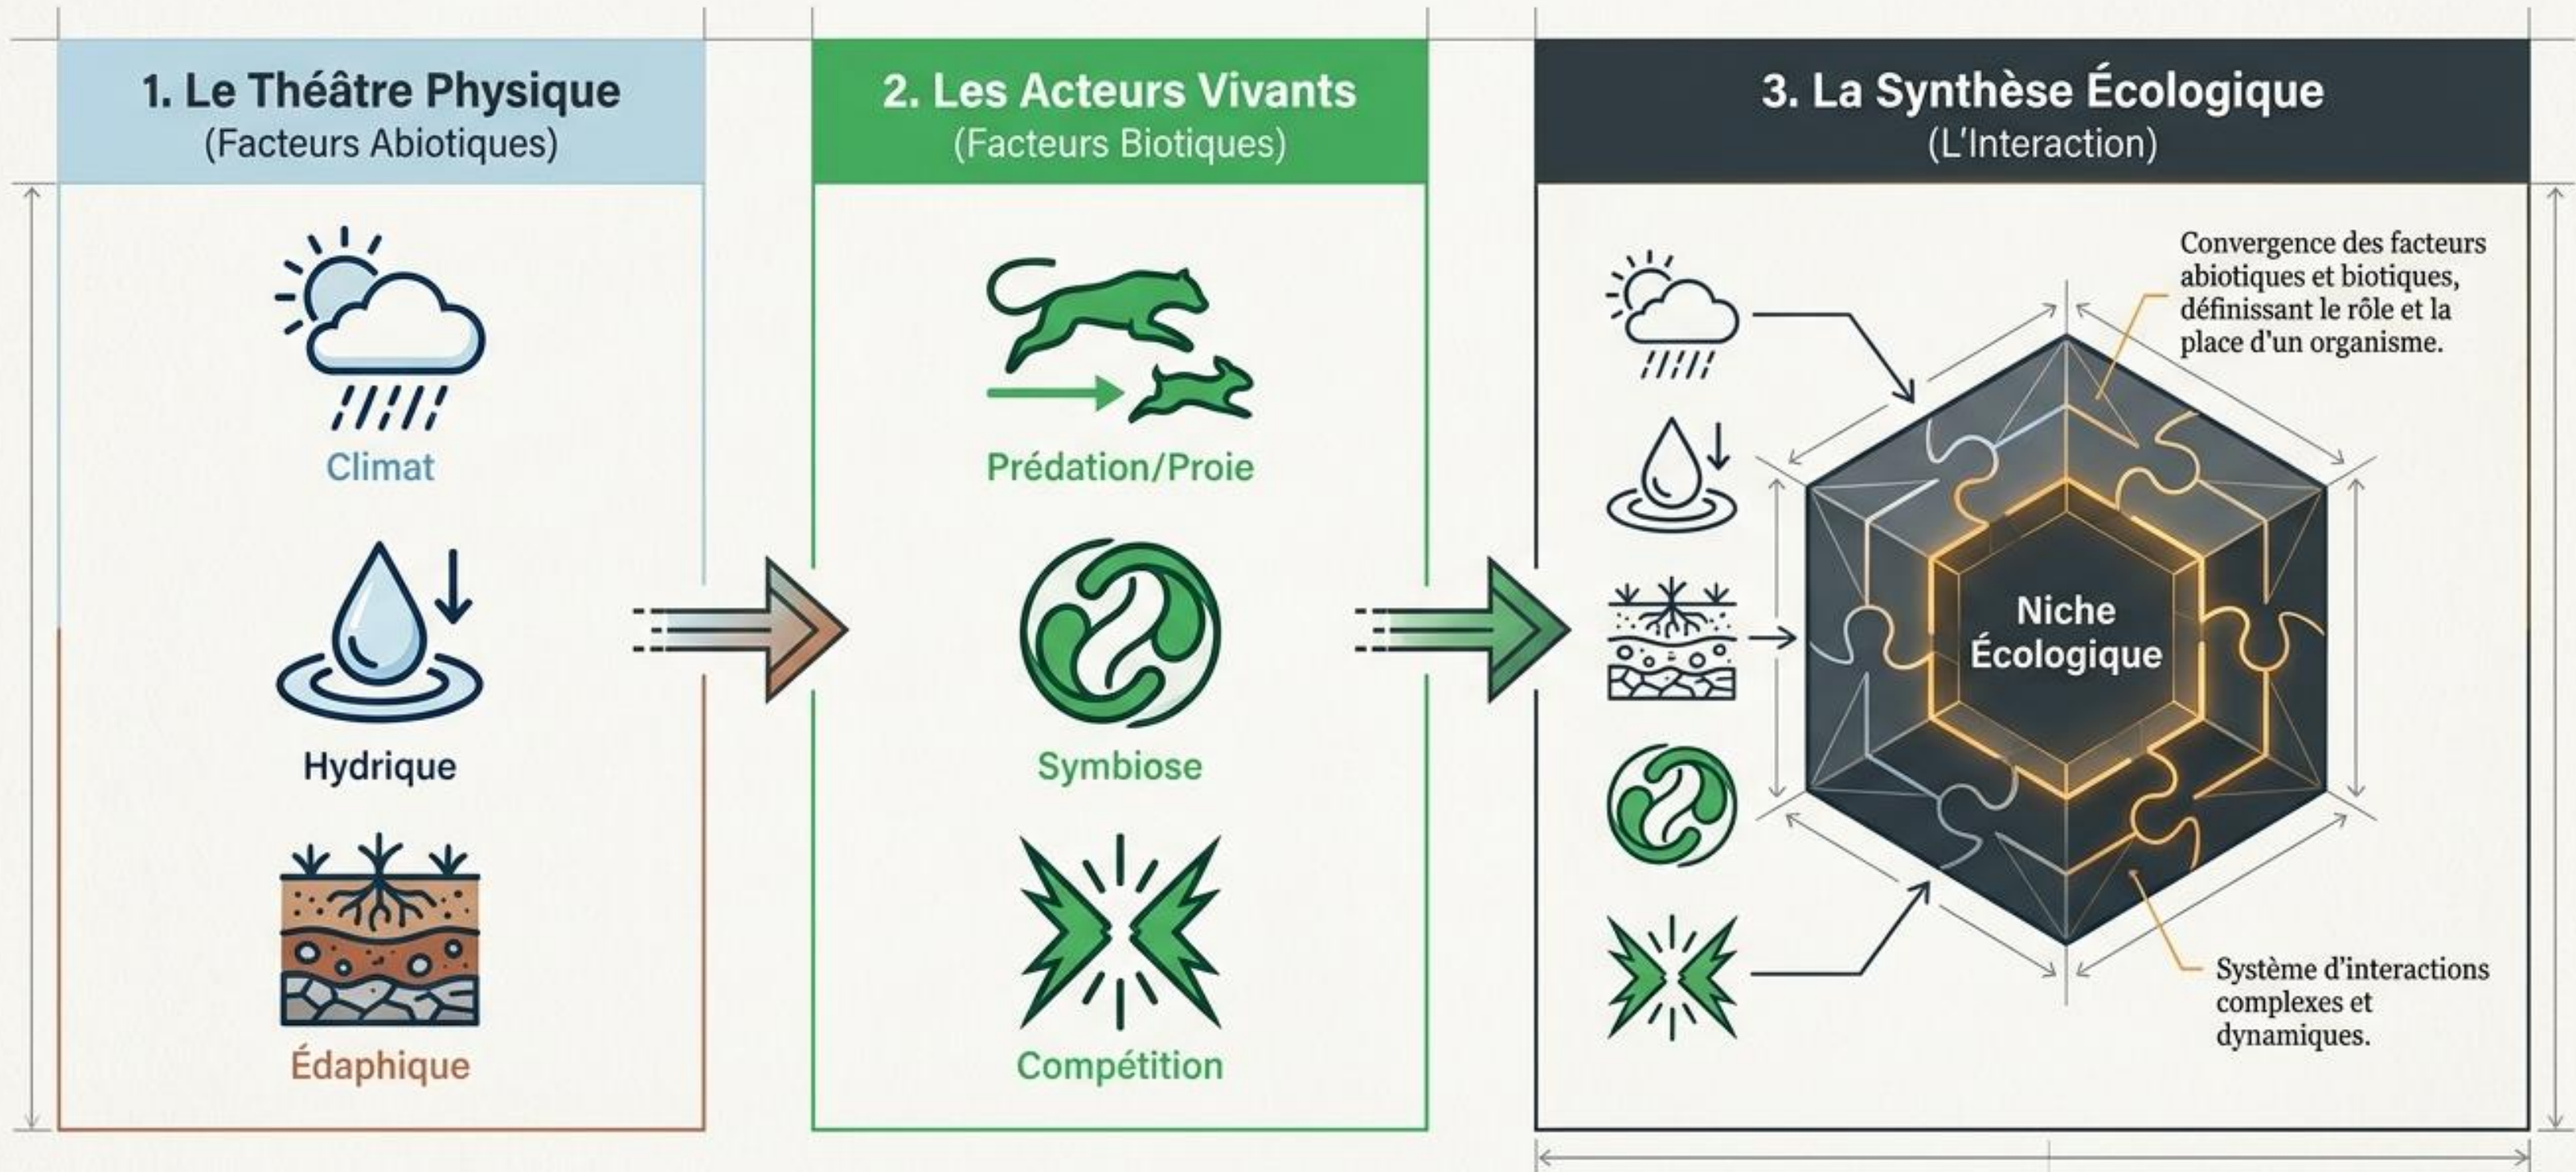 1. Le Théâtre Physique
(Facteurs Abiotiques)
Climat
Hydrique
Édaphique
2. Les Acteurs Vivants
(Facteurs Biotiques)
Prédation/Proie
Symbiose
Compétition
3. La Synthèse Écologique
(L'Interaction)
Convergence des facteurs
abiotiques et biotiques,
définissant le rôle et la
place d'un organisme.
Niche
Écologique
Système d'interactions
complexes et
dynamiques.